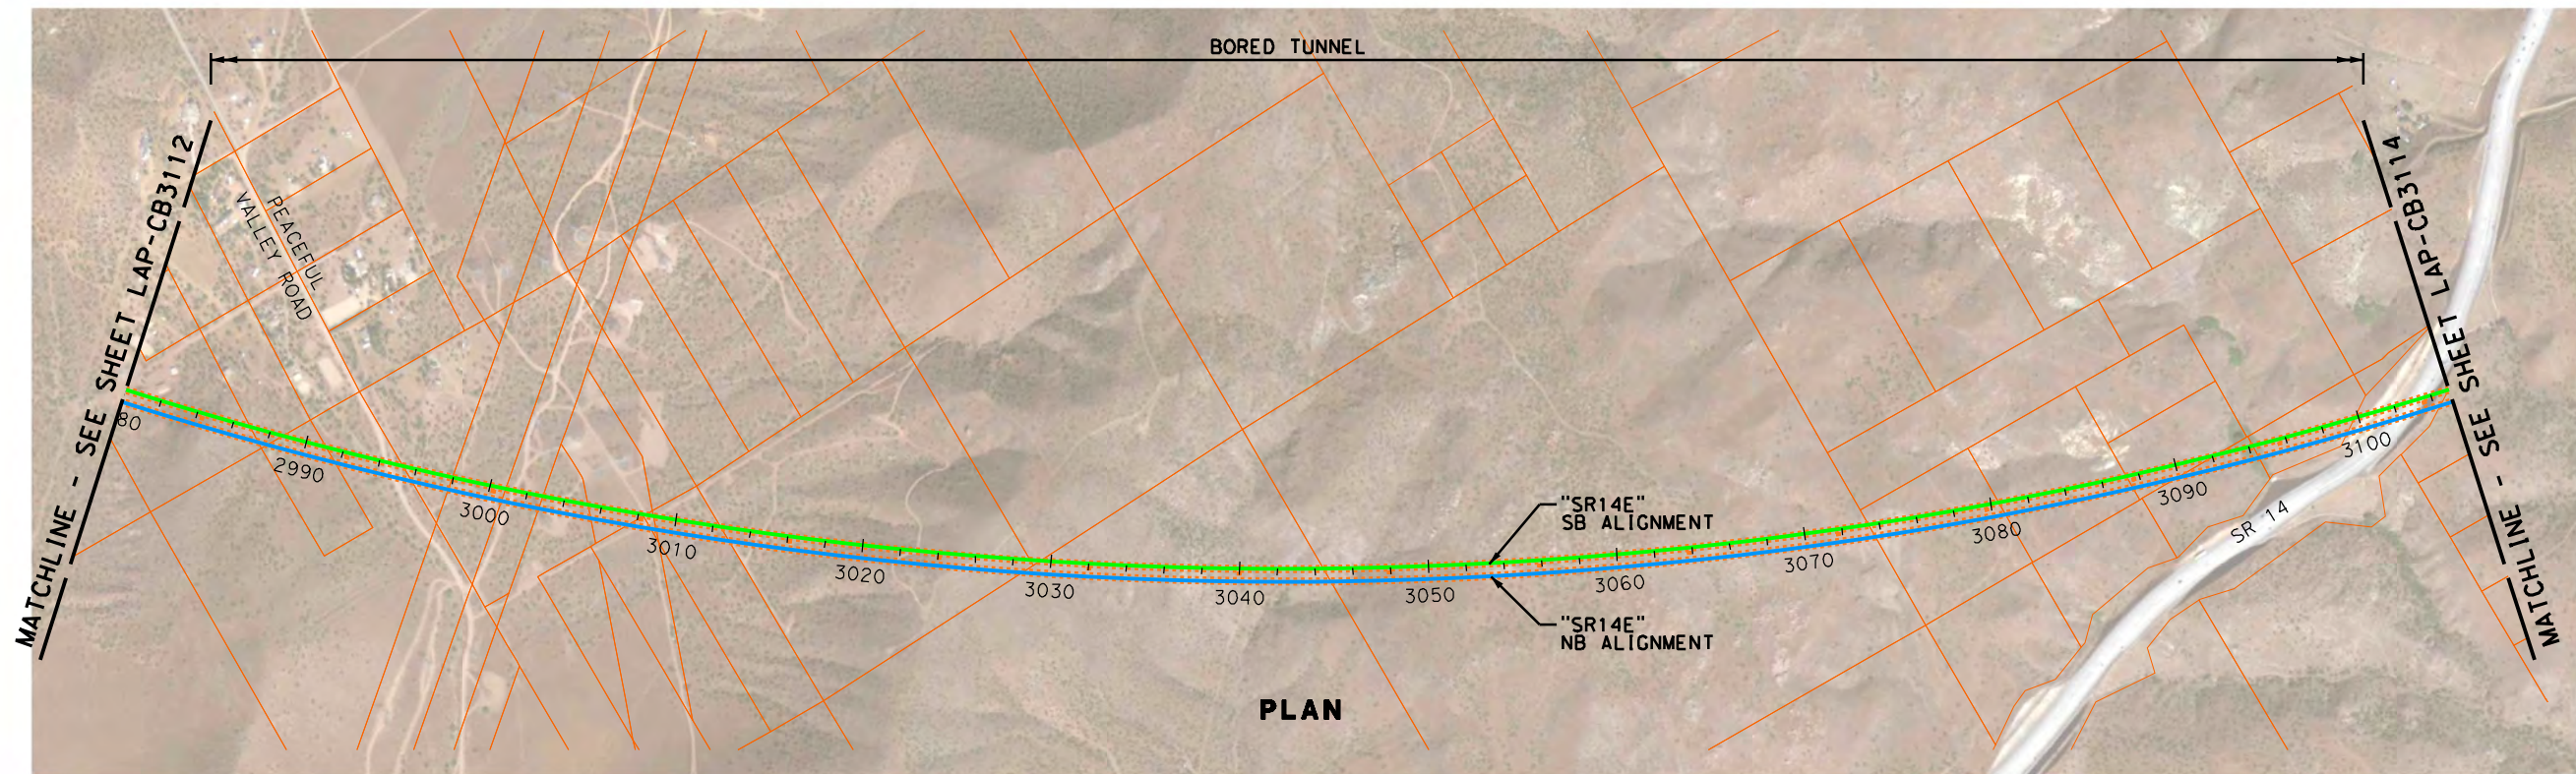 BORED TUNNEL
MATCHLINE - SEE SHEET LAP-CB3112
PEACEFUL
VALLEY ROAD
MATCHLINE - SEE SHEET LAP-CB3114
80
2990
3000
3010
3020
3030
3040
3050
3060
3070
3080
3090
3100
"SR14E"
SB ALIGNMENT
"SR14E"
NB ALIGNMENT
SR 14
PLAN